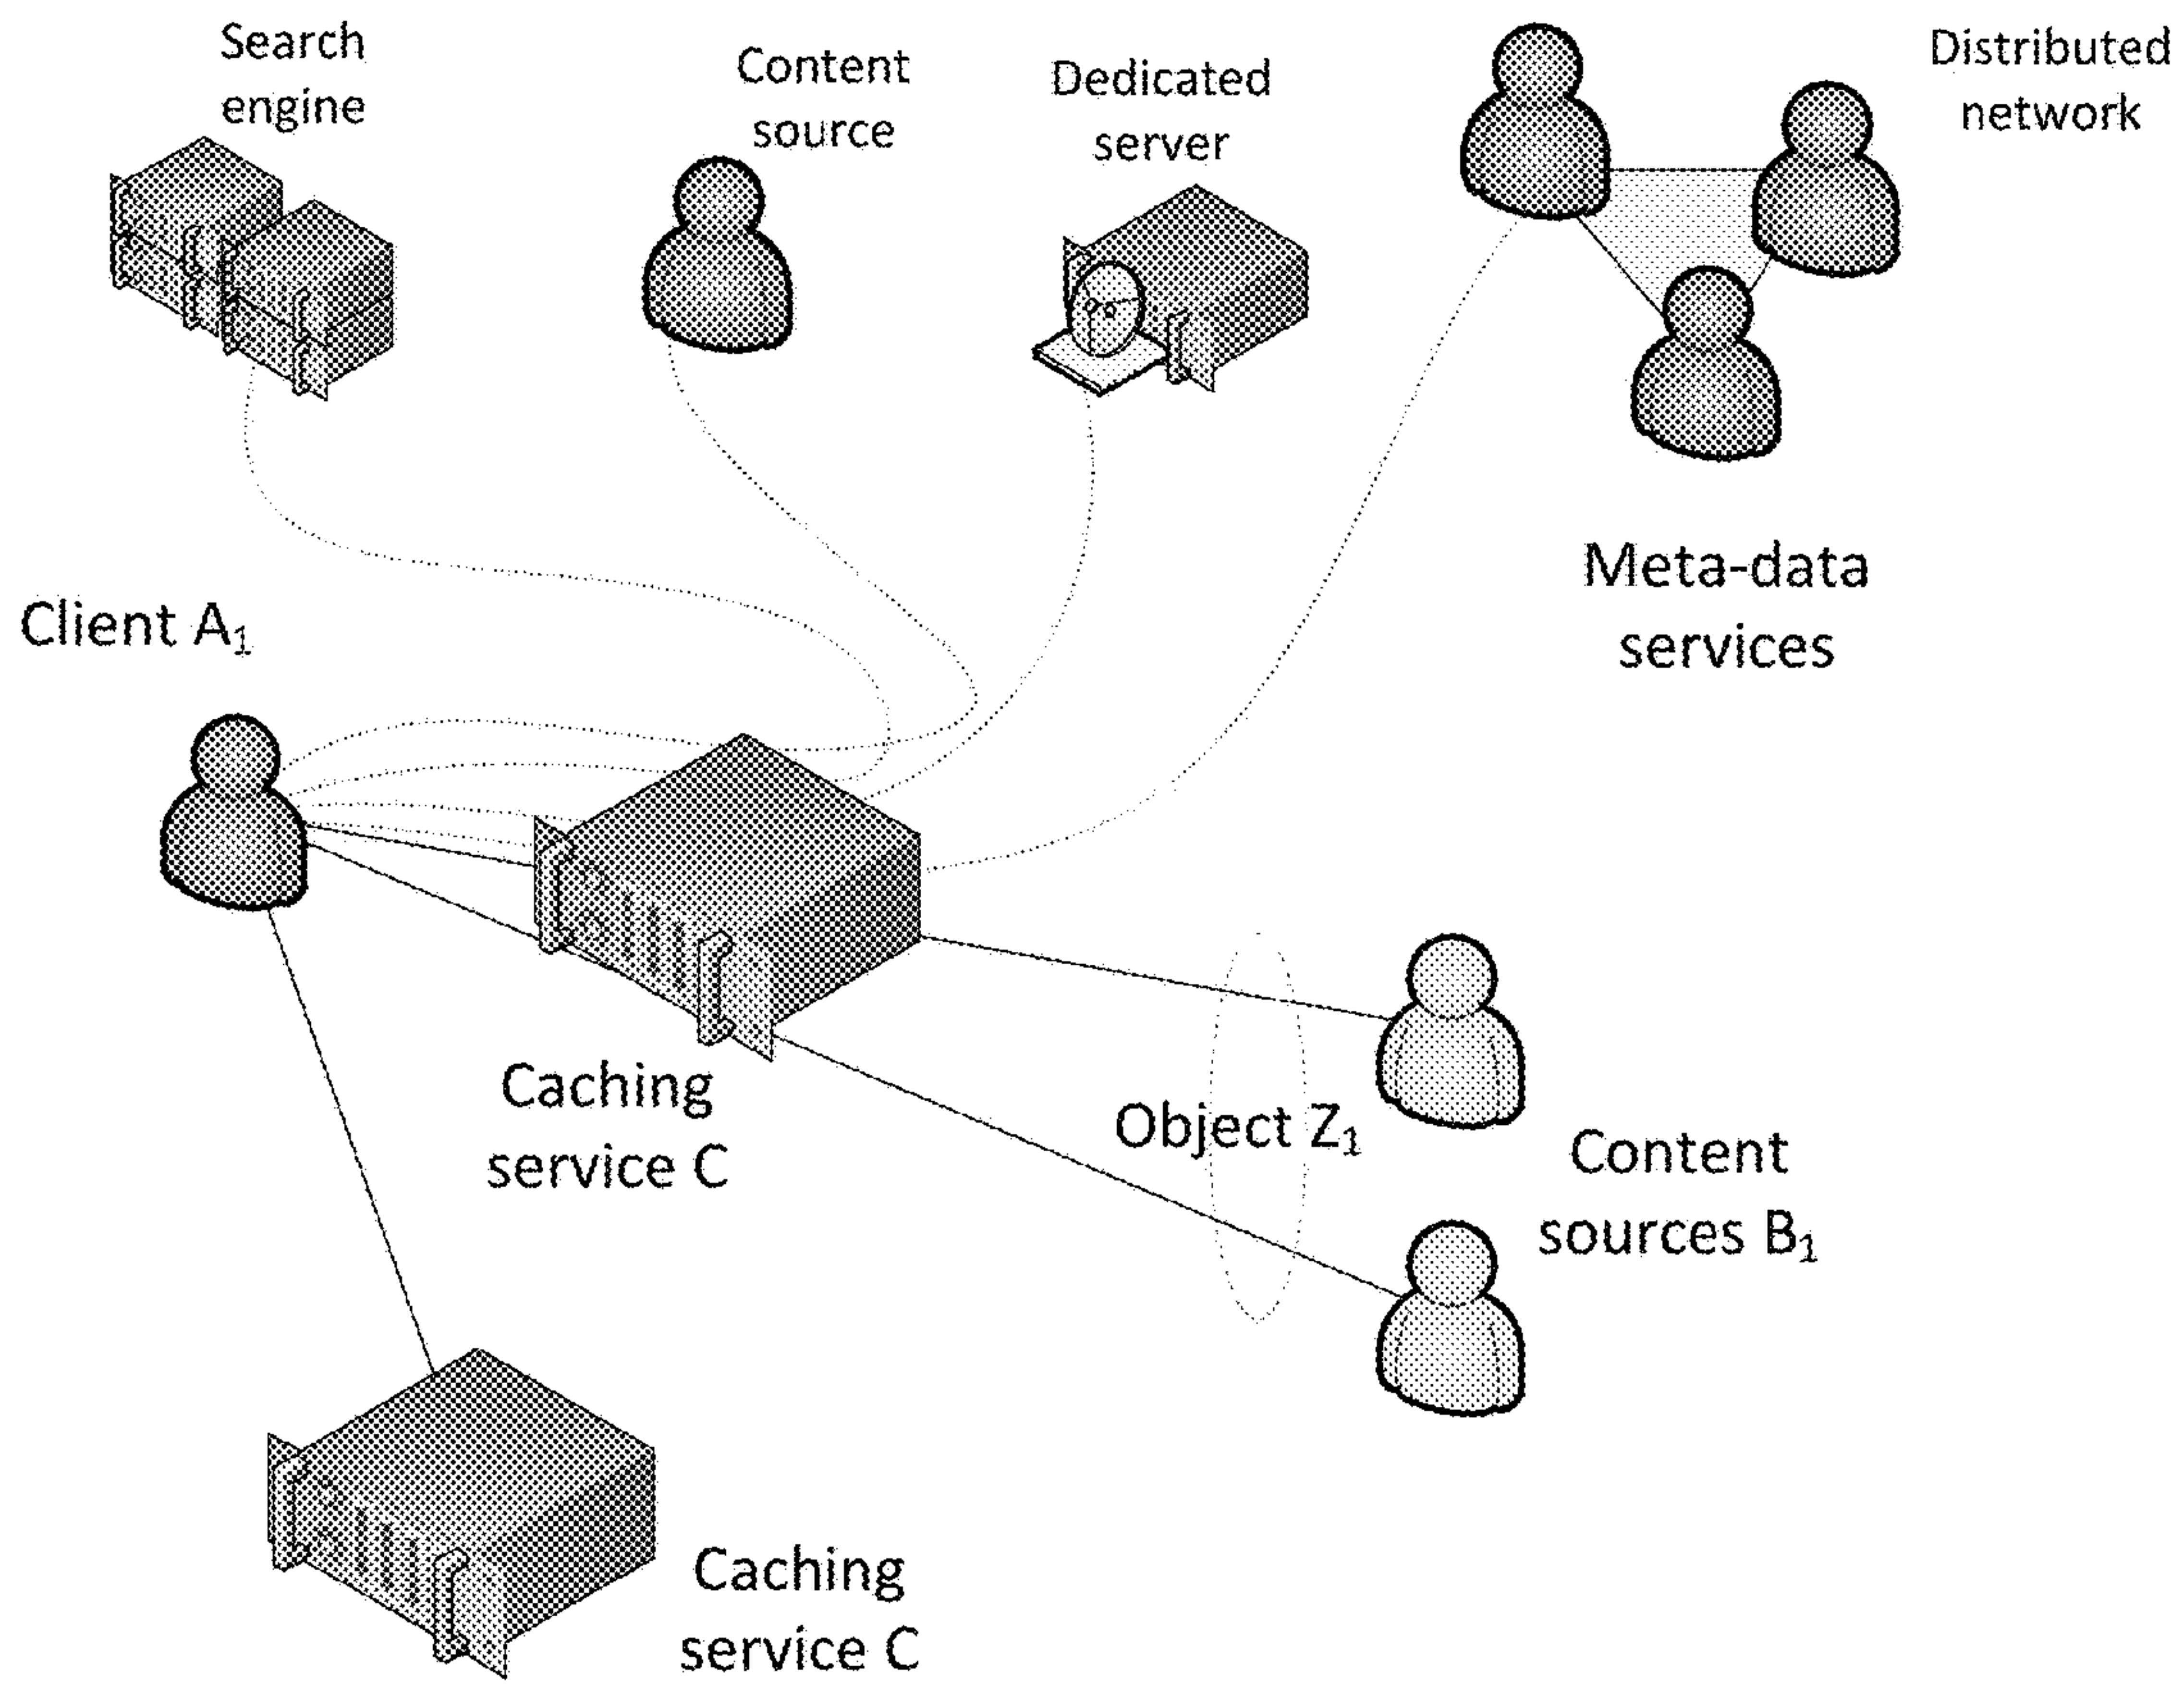 Search
engine
Content
source
Dedicated
server
Distributed
network
Meta-data
services
Client A₁
Caching
service C
Object Z₁
Content
sources B₁
Caching
service C